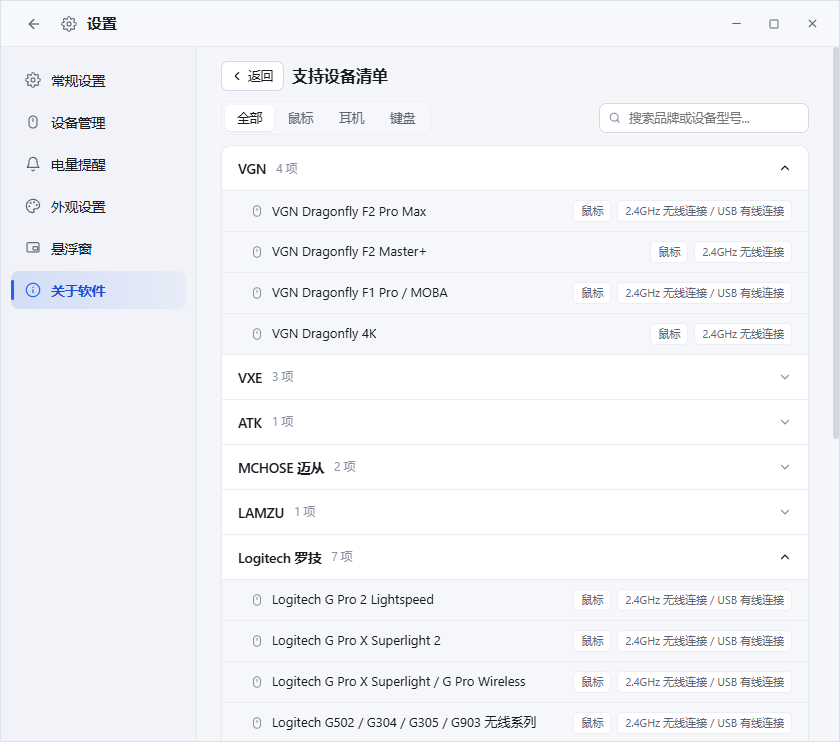 设置
常规设置
设备管理
电量提醒
外观设置
悬浮窗
关于软件
返回 支持设备清单
全部 鼠标 耳机 键盘 搜索品牌或设备型号...
VGN 4 项
VGN Dragonfly F2 Pro Max 鼠标 2.4GHz 无线连接 / USB 有线连接
VGN Dragonfly F2 Master+ 鼠标 2.4GHz 无线连接
VGN Dragonfly F1 Pro / MOBA 鼠标 2.4GHz 无线连接 / USB 有线连接
VGN Dragonfly 4K 鼠标 2.4GHz 无线连接
VXE 3 项
ATK 1 项
MCHOSE 迈从 2 项
LAMZU 1 项
Logitech 罗技 7 项
Logitech G Pro 2 Lightspeed 鼠标 2.4GHz 无线连接 / USB 有线连接
Logitech G Pro X Superlight 2 鼠标 2.4GHz 无线连接 / USB 有线连接
Logitech G Pro X Superlight / G Pro Wireless 鼠标 2.4GHz 无线连接 / USB 有线连接
Logitech G502 / G304 / G305 / G903 无线系列 鼠标 2.4GHz 无线连接 / USB 有线连接